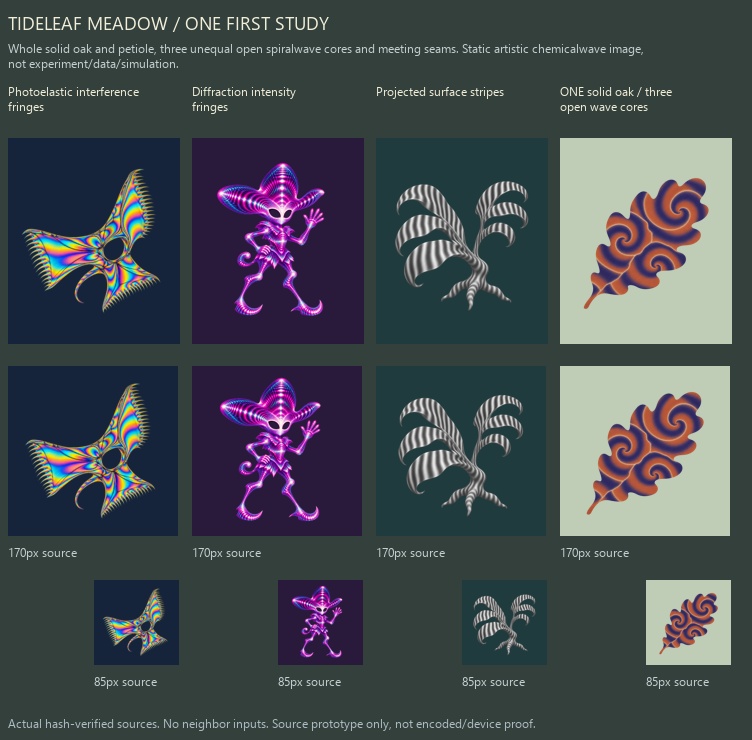 TIDELEAF MEADOW / ONE FIRST STUDY
Whole solid oak and petiole, three unequal open spiralwave cores and meeting seams. Static artistic chemicalwave image,
not experiment/data/simulation.
Photoelastic interference
fringes
Diffraction intensity
fringes
Projected surface stripes
ONE solid oak / three
open wave cores
170px source
170px source
170px source
170px source
85px source
85px source
85px source
85px source
Actual hash-verified sources. No neighbor inputs. Source prototype only, not encoded/device proof.